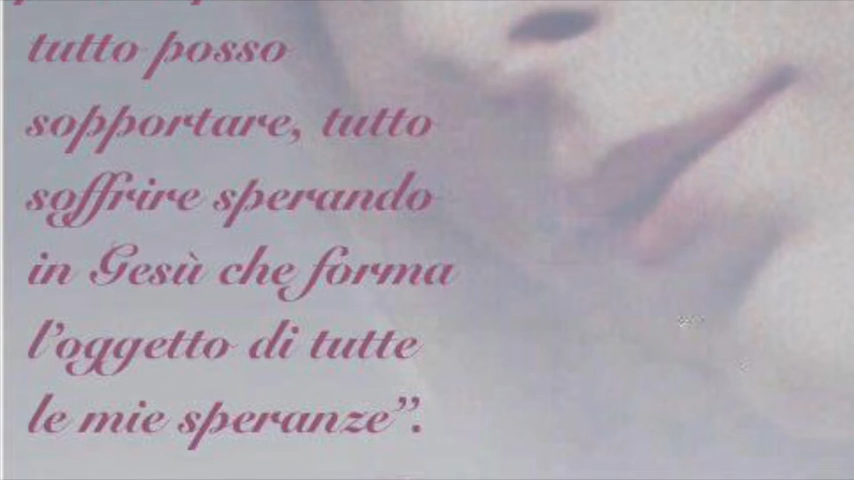 tutto posso
sopportare, tutto
soffrire sperando
in Gesù che forma
l’oggetto di tutte
le mie speranze”.